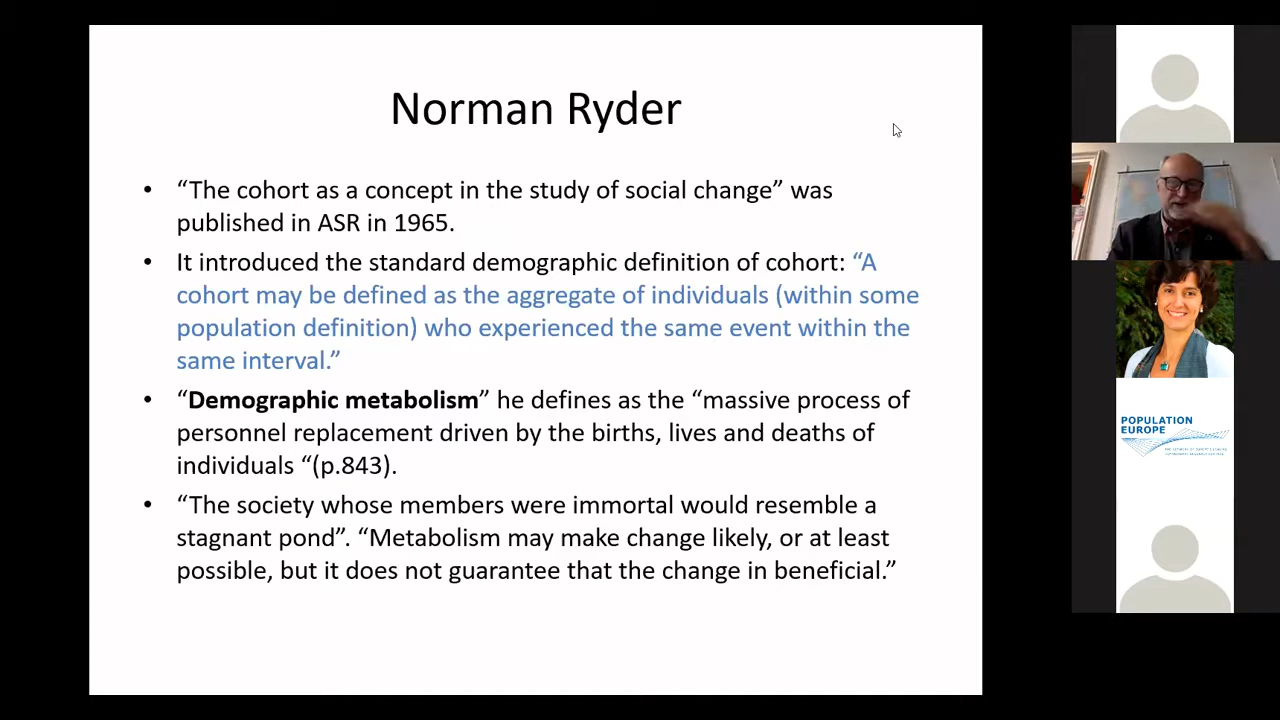 Norman Ryder
• “The cohort as a concept in the study of social change” was
published in ASR in 1965.
• It introduced the standard demographic definition of cohort: “A
cohort may be defined as the aggregate of individuals (within some
population definition) who experienced the same event within the
same interval.”
• “Demographic metabolism” he defines as the “massive process of
personnel replacement driven by the births, lives and deaths of
individuals “(p.843).
• “The society whose members were immortal would resemble a
stagnant pond”. “Metabolism may make change likely, or at least
possible, but it does not guarantee that the change in beneficial.”
POPULATION
EUROPE